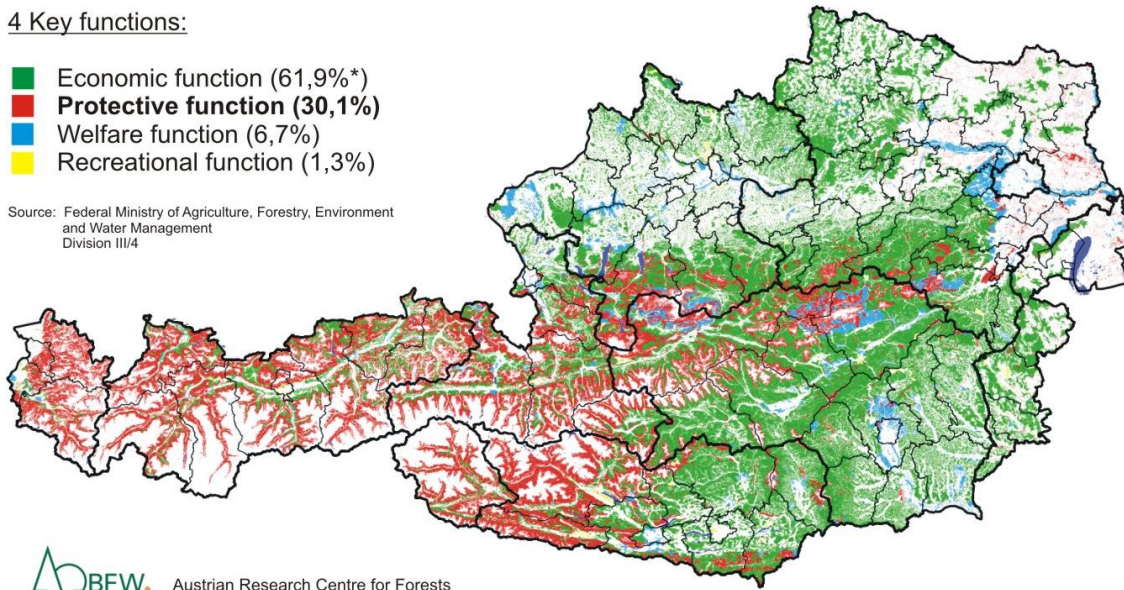 4 Key functions:
Economic function (61,9%*)
Protective function (30,1%)
Welfare function (6,7%)
Recreational function (1,3%)
Source: Federal Ministry of Agriculture, Forestry, Environment
and Water Management
Division III/4
BFW. Austrian Research Centre for Forests